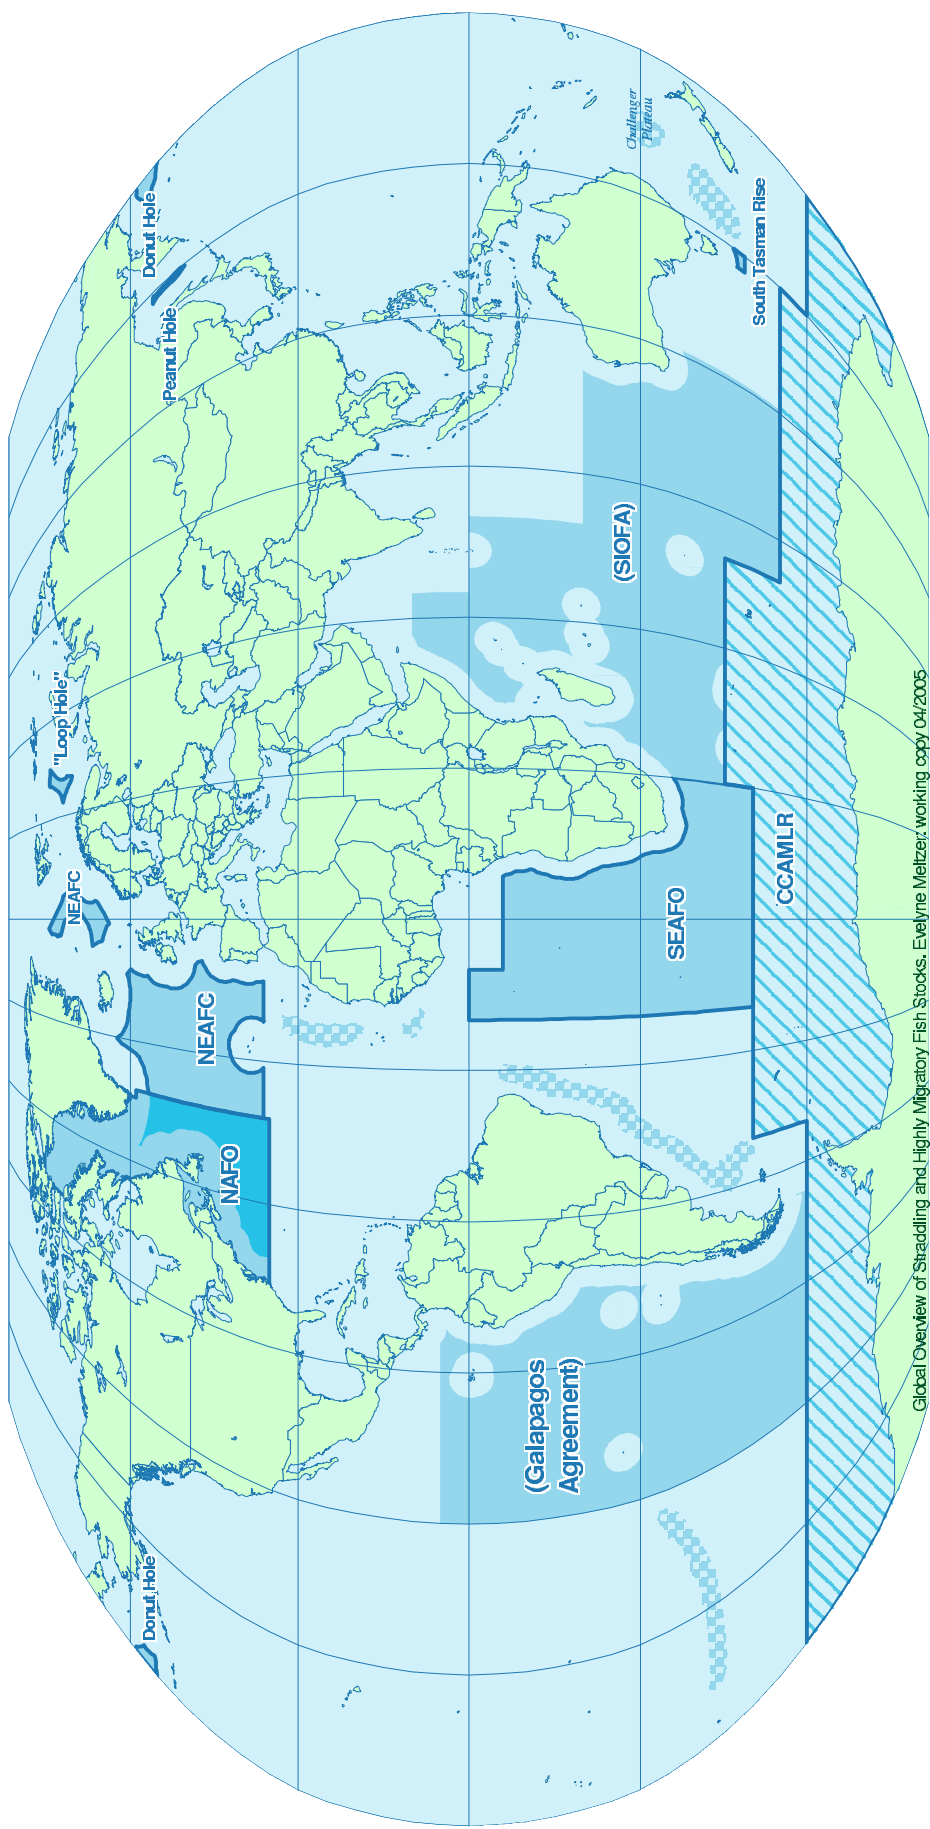 Donut Hole
"Loop Hole"
NEAFC
Donut Hole
Peanut Hole
NEAFC
NAFO
(Galapagos
Agreement)
(SIOFA)
Challenger
Plateau
SEAFO
South Tasman Rise
CCAMLR
Global Overview of Straddling and Highly Migratory Fish Stocks. Evelyne Meltzer: working copy 04/2005